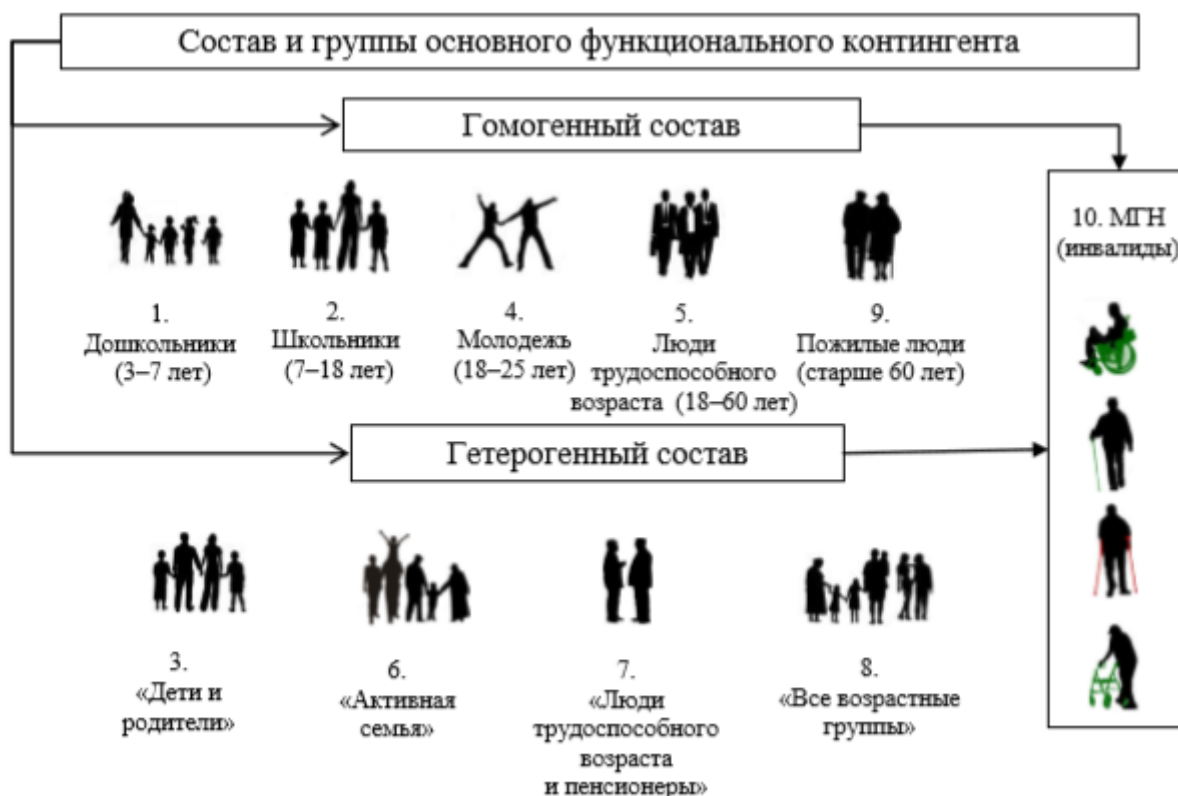 Состав и группы основного функционального контингента
Гомогенный состав
10. МГН
(инвалиды)
1.
Дошкольники
(3–7 лет)
2.
Школьники
(7–18 лет)
4.
Молодежь
(18–25 лет)
5.
Люди
трудоспособного
возраста (18–60 лет)
9.
Пожилые люди
(старше 60 лет)
Гетерогенный состав
3.
«Дети и
родители»
6.
«Активная
семья»
7.
«Люди
трудоспособного
возраста
и пенсионеры»
8.
«Все возрастные
группы»